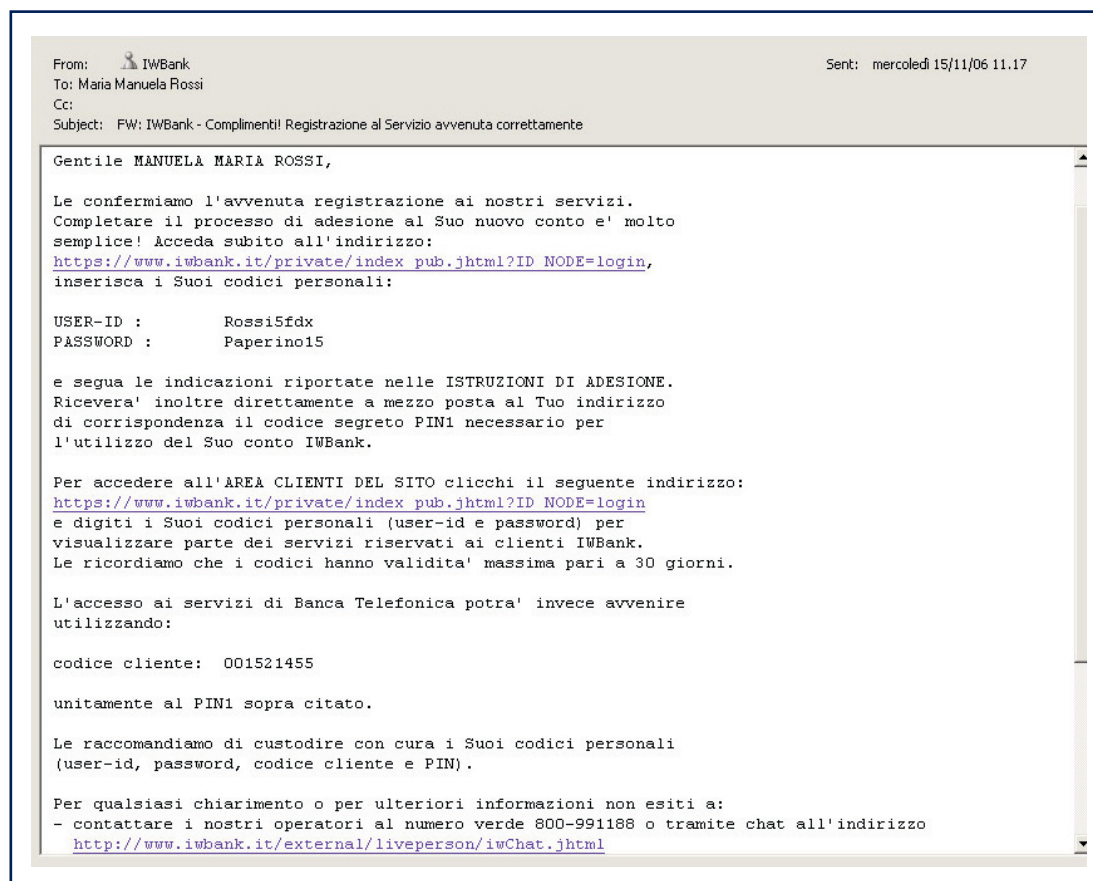 From: IWBank Sent: mercoledì 15/11/06 11.17
To: Maria Manuela Rossi
Cc:
Subject: FW: IWBank - Complimenti! Registrazione al Servizio avvenuta correttamente
Gentile MANUELA MARIA ROSSI,
Le confermiamo l'avvenuta registrazione ai nostri servizi.
Completare il processo di adesione al Suo nuovo conto e' molto
semplice! Acceda subito all'indirizzo:
https://www.iwbank.it/private/index_pub.jhtml?ID_NODE=login,
inserisca i Suoi codici personali:
USER-ID : Rossi5fdx
PASSWORD : Paperino15
e segua le indicazioni riportate nelle ISTRUZIONI DI ADESIONE.
Ricevera' inoltre direttamente a mezzo posta al Tuo indirizzo
di corrispondenza il codice segreto PIN1 necessario per
l'utilizzo del Suo conto IWBank.
Per accedere all'AREA CLIENTI DEL SITO clicchi il seguente indirizzo:
https://www.iwbank.it/private/index_pub.jhtml?ID_NODE=login
e digiti i Suoi codici personali (user-id e password) per
visualizzare parte dei servizi riservati ai clienti IWBank.
Le ricordiamo che i codici hanno validita' massima pari a 30 giorni.
L'accesso ai servizi di Banca Telefonica potra' invece avvenire
utilizzando:
codice cliente: 001521455
unitamente al PIN1 sopra citato.
Le raccomandiamo di custodire con cura i Suoi codici personali
(user-id, password, codice cliente e PIN).
Per qualsiasi chiarimento o per ulteriori informazioni non esiti a:
- contattare i nostri operatori al numero verde 800-991188 o tramite chat all'indirizzo
http://www.iwbank.it/external/liveperson/iwChat.jhtml